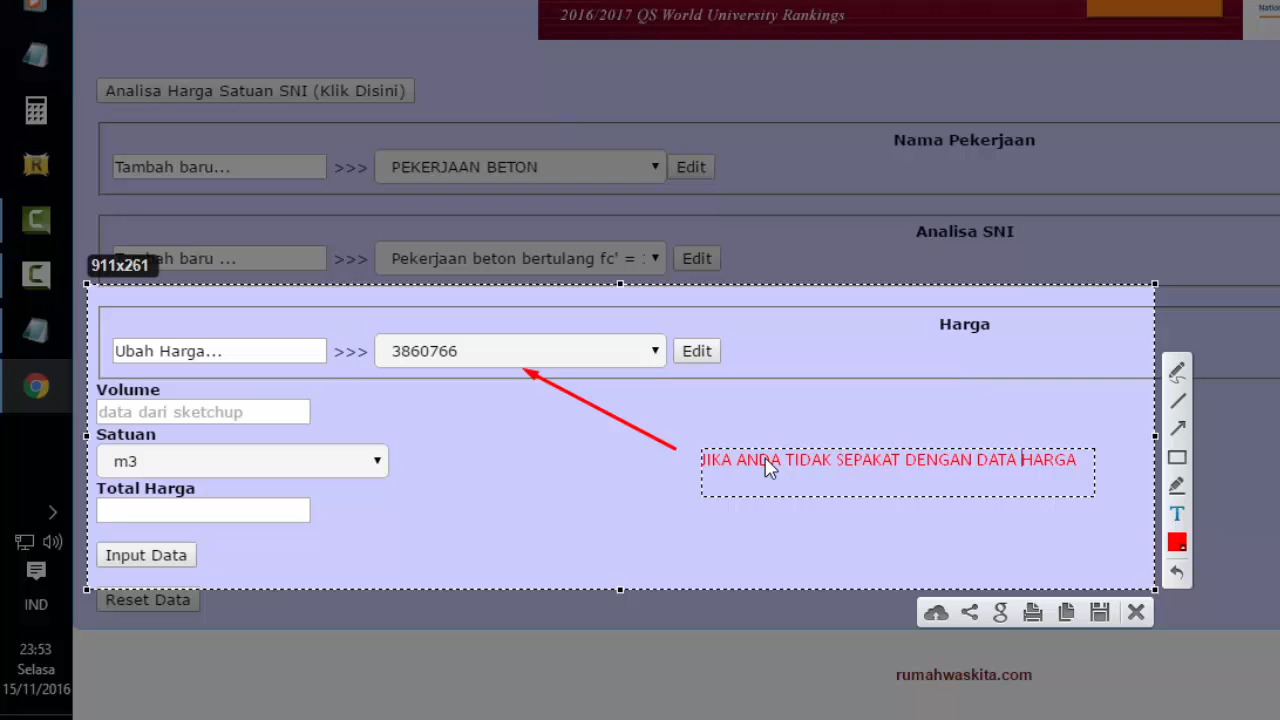 2016/2017 QS World University Rankings
Nation
Analisa Harga Satuan SNI (Klik Disini)
Nama Pekerjaan
Tambah baru... >>> PEKERJAAN BETON Edit
Analisa SNI
Tambah baru ... >>> Pekerjaan beton bertulang fc' = Edit
911x261
Harga
Ubah Harga... >>> 3860766 Edit
Volume
data dari sketchup
Satuan
m3
JIKA ANDA TIDAK SEPAKAT DENGAN DATA HARGA
Total Harga
Input Data
Reset Data
IND
23:53
Selasa
15/11/2016
rumahwaskita.com